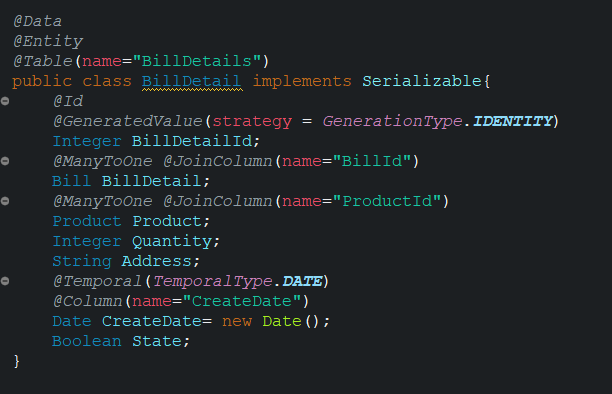 @Data
@Entity
@Table(name="BillDetails")
public class BillDetail implements Serializable{
@Id
@GeneratedValue(strategy = GenerationType.IDENTITY)
Integer BillDetailId;
@ManyToOne @JoinColumn(name="BillId")
Bill BillDetail;
@ManyToOne @JoinColumn(name="ProductId")
Product Product;
Integer Quantity;
String Address;
@Temporal(TemporalType.DATE)
@Column(name="CreateDate")
Date CreateDate= new Date();
Boolean State;
}